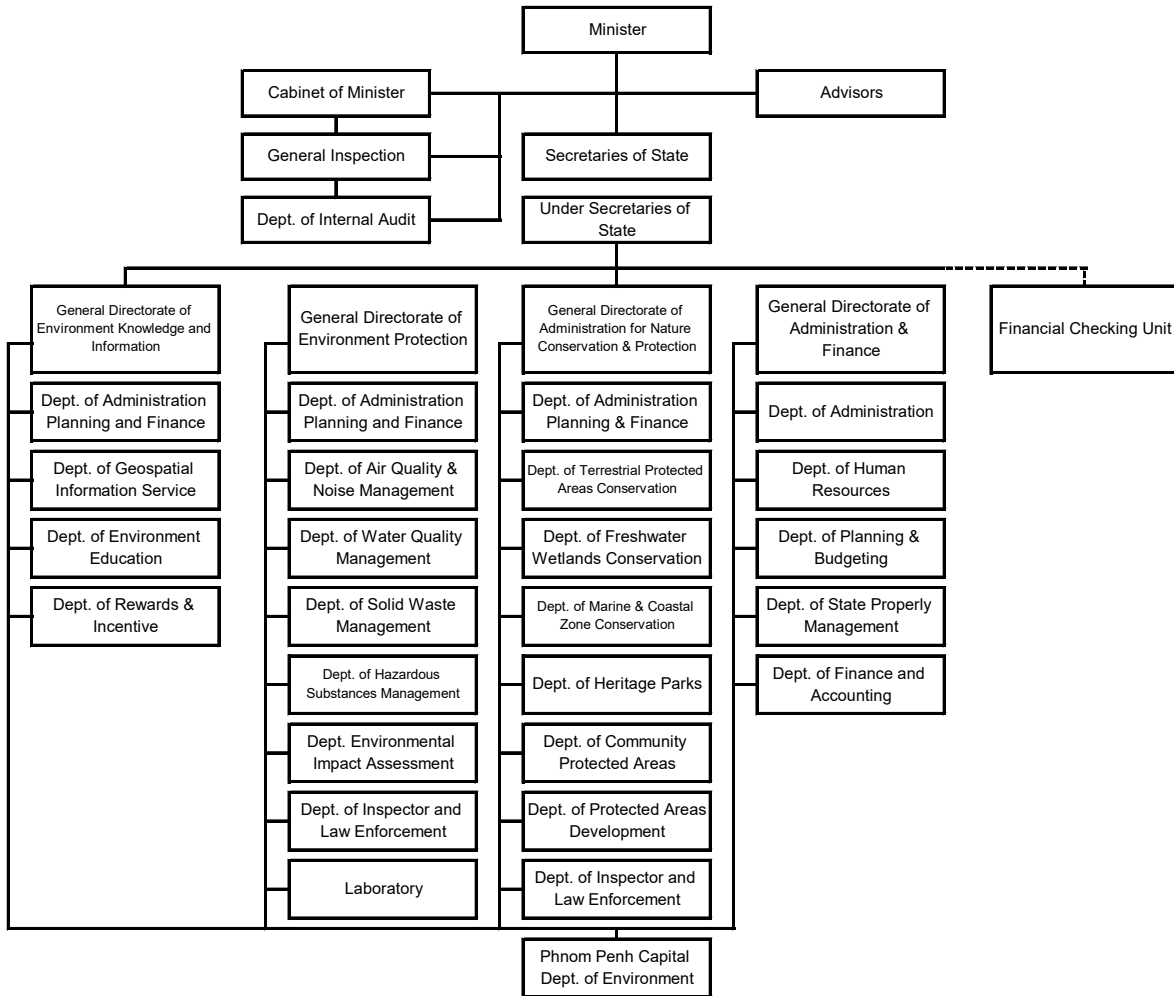 Minister
Cabinet of Minister
Advisors
General Inspection
Secretaries of State
Dept. of Internal Audit
Under Secretaries of
State
General Directorate of
Environment Knowledge and
Information
General Directorate of
Environment Protection
General Directorate of
Administration for Nature
Conservation & Protection
General Directorate of
Administration &
Finance
Financial Checking Unit
Dept. of Administration
Planning and Finance
Dept. of Administration
Planning and Finance
Dept. of Administration
Planning & Finance
Dept. of Administration
Dept. of Geospatial
Information Service
Dept. of Air Quality &
Noise Management
Dept. of Terrestrial Protected
Areas Conservation
Dept. of Human
Resources
Dept. of Environment
Education
Dept. of Water Quality
Management
Dept. of Freshwater
Wetlands Conservation
Dept. of Planning &
Budgeting
Dept. of Rewards &
Incentive
Dept. of Solid Waste
Management
Dept. of Marine & Coastal
Zone Conservation
Dept. of State Properly
Management
Dept. of Hazardous
Substances Management
Dept. of Heritage Parks
Dept. of Finance and
Accounting
Dept. Environmental
Impact Assessment
Dept. of Community
Protected Areas
Dept. of Inspector and
Law Enforcement
Dept. of Protected Areas
Development
Laboratory
Dept. of Inspector and
Law Enforcement
Phnom Penh Capital
Dept. of Environment